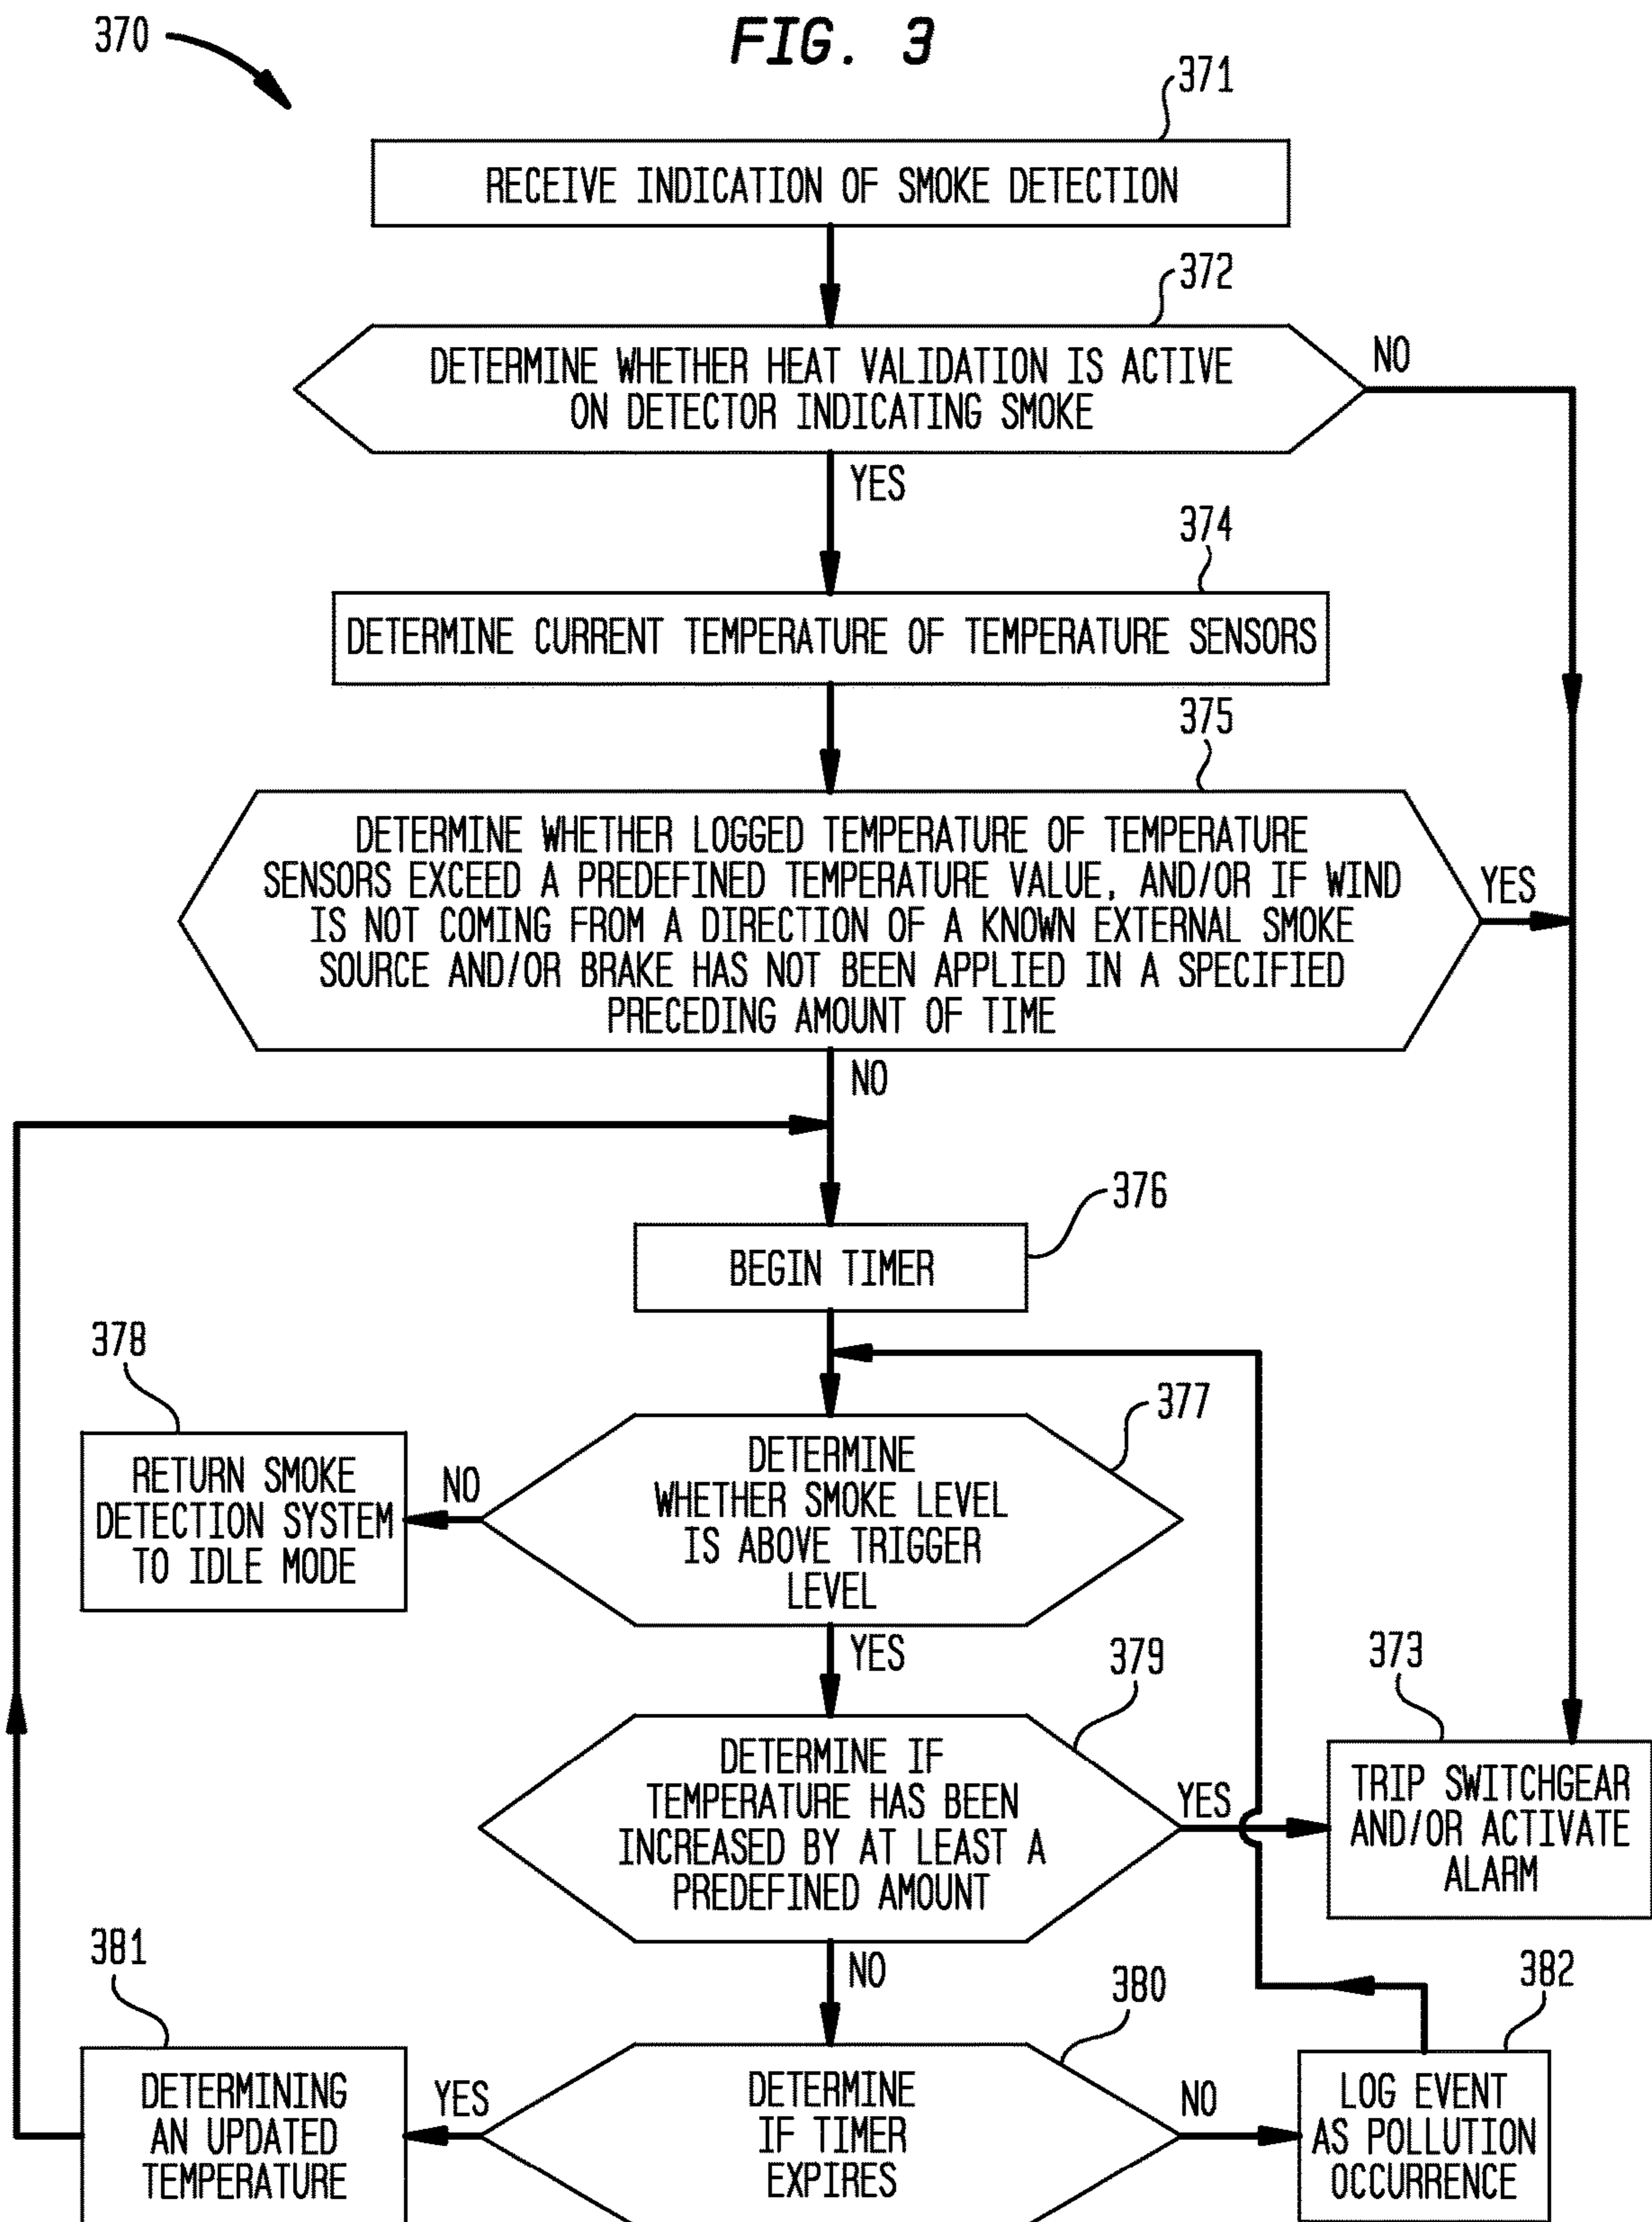 370
FIG. 3
371
RECEIVE INDICATION OF SMOKE DETECTION
372
DETERMINE WHETHER HEAT VALIDATION IS ACTIVE
ON DETECTOR INDICATING SMOKE
NO
YES
374
DETERMINE CURRENT TEMPERATURE OF TEMPERATURE SENSORS
375
DETERMINE WHETHER LOGGED TEMPERATURE OF TEMPERATURE
SENSORS EXCEED A PREDEFINED TEMPERATURE VALUE, AND/OR IF WIND
IS NOT COMING FROM A DIRECTION OF A KNOWN EXTERNAL SMOKE
SOURCE AND/OR BRAKE HAS NOT BEEN APPLIED IN A SPECIFIED
PRECEDING AMOUNT OF TIME
YES
NO
376
BEGIN TIMER
378
RETURN SMOKE
DETECTION SYSTEM
TO IDLE MODE
NO
377
DETERMINE
WHETHER SMOKE LEVEL
IS ABOVE TRIGGER
LEVEL
YES
379
DETERMINE IF
TEMPERATURE HAS BEEN
INCREASED BY AT LEAST A
PREDEFINED AMOUNT
YES
373
TRIP SWITCHGEAR
AND/OR ACTIVATE
ALARM
NO
381
DETERMINING
AN UPDATED
TEMPERATURE
YES
380
DETERMINE
IF TIMER
EXPIRES
NO
382
LOG EVENT
AS POLLUTION
OCCURRENCE